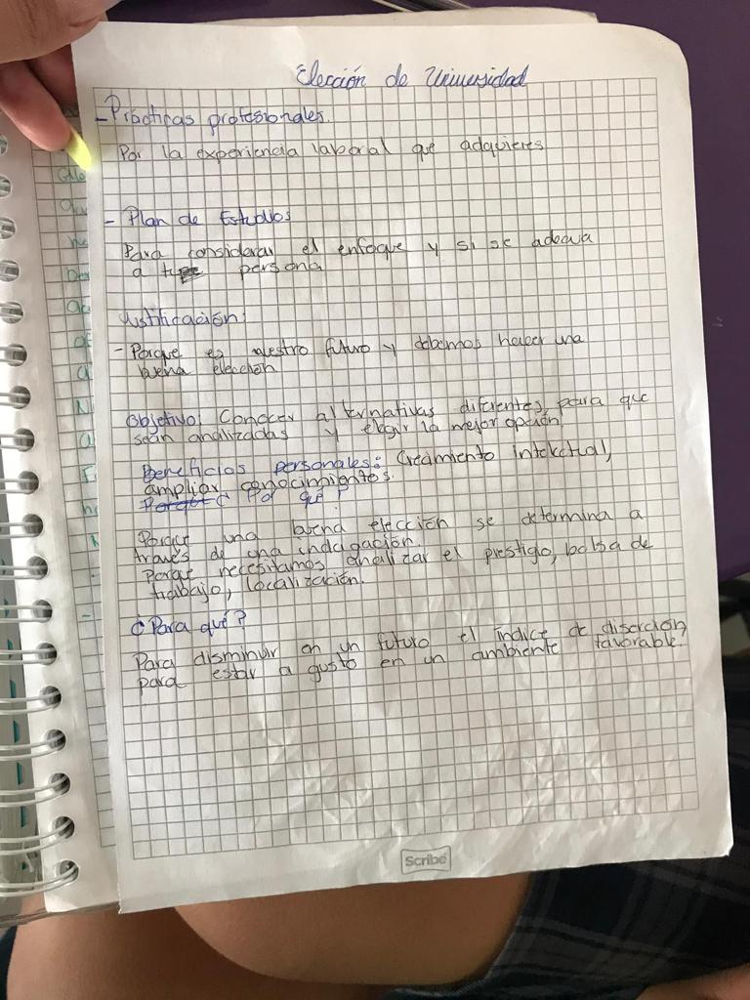 Elección de Universidad
- Prácticas profesionales.
Por la experiencia laboral que adquieres
- Plan de Estudios
Para considerar el enfoque y si se adecua
a tu persona
Justificación:
- Porque es nuestro futuro y debemos hacer una
buena elección
Objetivo: Conocer alternativas diferentes, para que
sean analizadas y elegir la mejor opción.
Beneficios personales: Crecimiento intelectual,
ampliar conocimientos.
¿Por qué?
Porque una buena elección se determina a
través de una indagación.
Porque necesitamos analizar el prestigio, bolsa de
trabajo, localización.
¿Para qué?
Para disminuir en un futuro el índice de discerción
para estar a gusto en un ambiente favorable.
Scribe